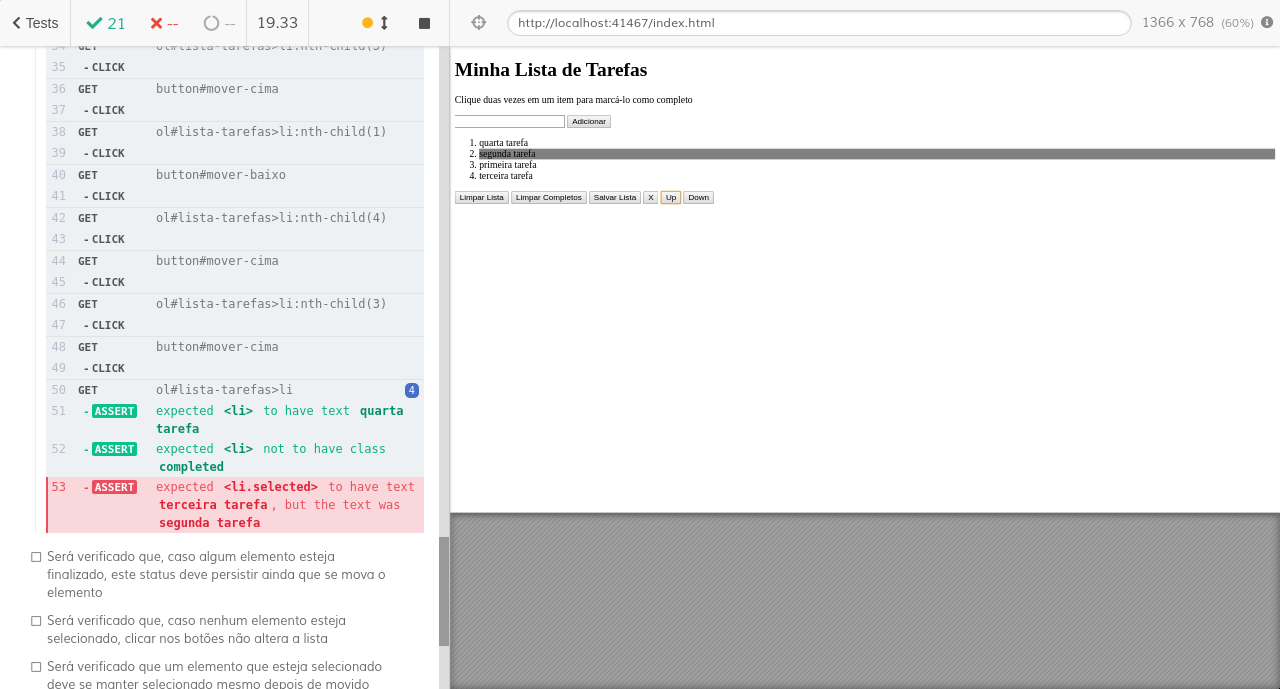 Tests
21
--
--
19.33
http://localhost:41467/index.html
1366 x 768 (60%)
34 GET ol#lista-tarefas>li:nth-child(3)
35 -CLICK
36 GET button#mover-cima
37 -CLICK
38 GET ol#lista-tarefas>li:nth-child(1)
39 -CLICK
40 GET button#mover-baixo
41 -CLICK
42 GET ol#lista-tarefas>li:nth-child(4)
43 -CLICK
44 GET button#mover-cima
45 -CLICK
46 GET ol#lista-tarefas>li:nth-child(3)
47 -CLICK
48 GET button#mover-cima
49 -CLICK
50 GET ol#lista-tarefas>li 4
51 -ASSERT expected <li> to have text quarta
tarefa
52 -ASSERT expected <li> not to have class
completed
53 -ASSERT expected <li.selected> to have text
terceira tarefa, but the text was
segunda tarefa
Será verificado que, caso algum elemento esteja
finalizado, este status deve persistir ainda que se mova o
elemento
Será verificado que, caso nenhum elemento esteja
selecionado, clicar nos botões não altera a lista
Será verificado que um elemento que esteja selecionado
deve se manter selecionado mesmo depois de movido
Minha Lista de Tarefas
Clique duas vezes em um item para marcá-lo como completo
Adicionar
1. quarta tarefa
2. segunda tarefa
3. primeira tarefa
4. terceira tarefa
Limpar Lista Limpar Completos Salvar Lista X Up Down